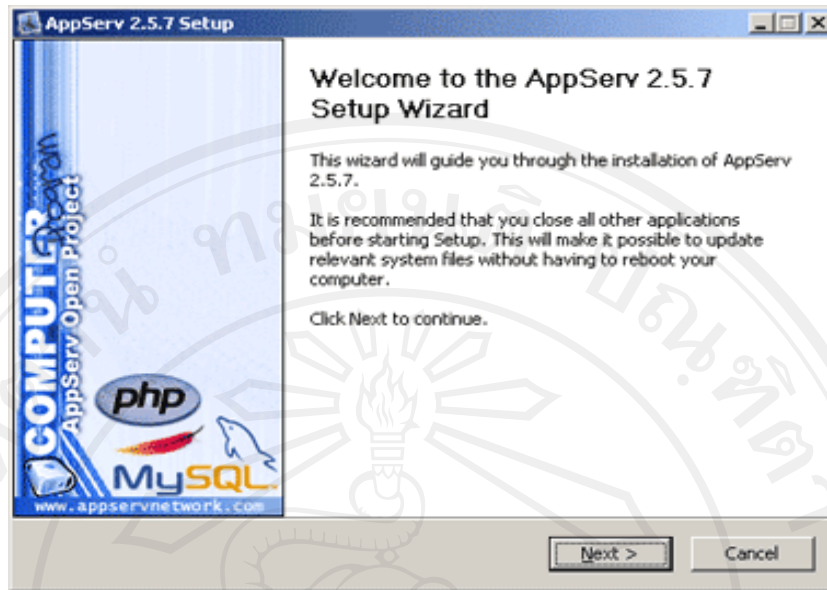 AppServ 2.5.7 Setup
Welcome to the AppServ 2.5.7
Setup Wizard
This wizard will guide you through the installation of AppServ
2.5.7.
It is recommended that you close all other applications
before starting Setup. This will make it possible to update
relevant system files without having to reboot your
computer.
Click Next to continue.
COMPUTER
Program
AppServ Open Project
php
MySQL
www.appservnetwork.com
Next >
Cancel